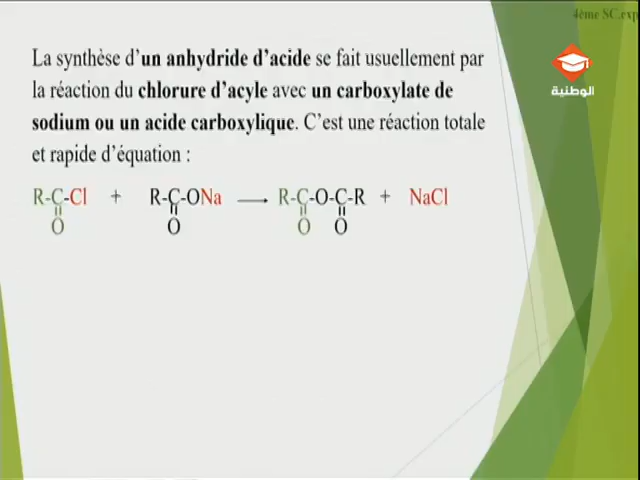 4ème SC.exp
الوطنية
La synthèse d'un anhydride d'acide se fait usuellement par
la réaction du chlorure d'acyle avec un carboxylate de
sodium ou un acide carboxylique. C'est une réaction totale
et rapide d'équation :
R-C-Cl + R-C-ONa → R-C-O-C-R + NaCl
O O O O